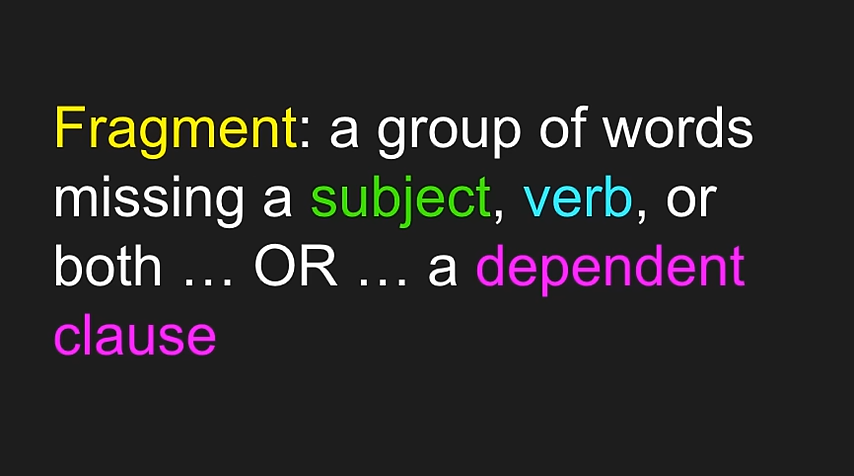 Fragment: a group of words
missing a subject, verb, or
both … OR … a dependent
clause